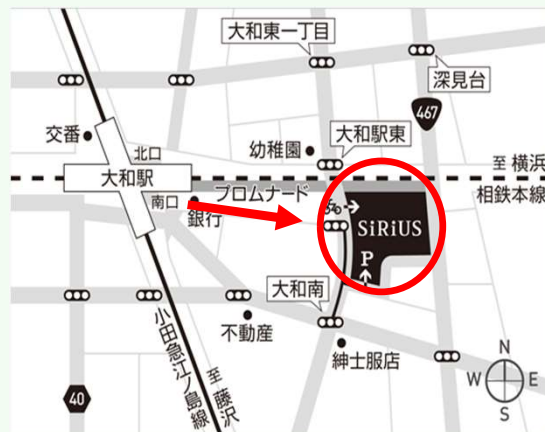 大和東一丁目
深見台
467
交番
北口
幼稚園
大和駅東
至 横浜
大和駅
プロムナード
相鉄本線
南口
銀行
SiRiUS
P
大和南
不動産
紳士服店
小田急江ノ島線
至 藤沢
40
N
W
E
S